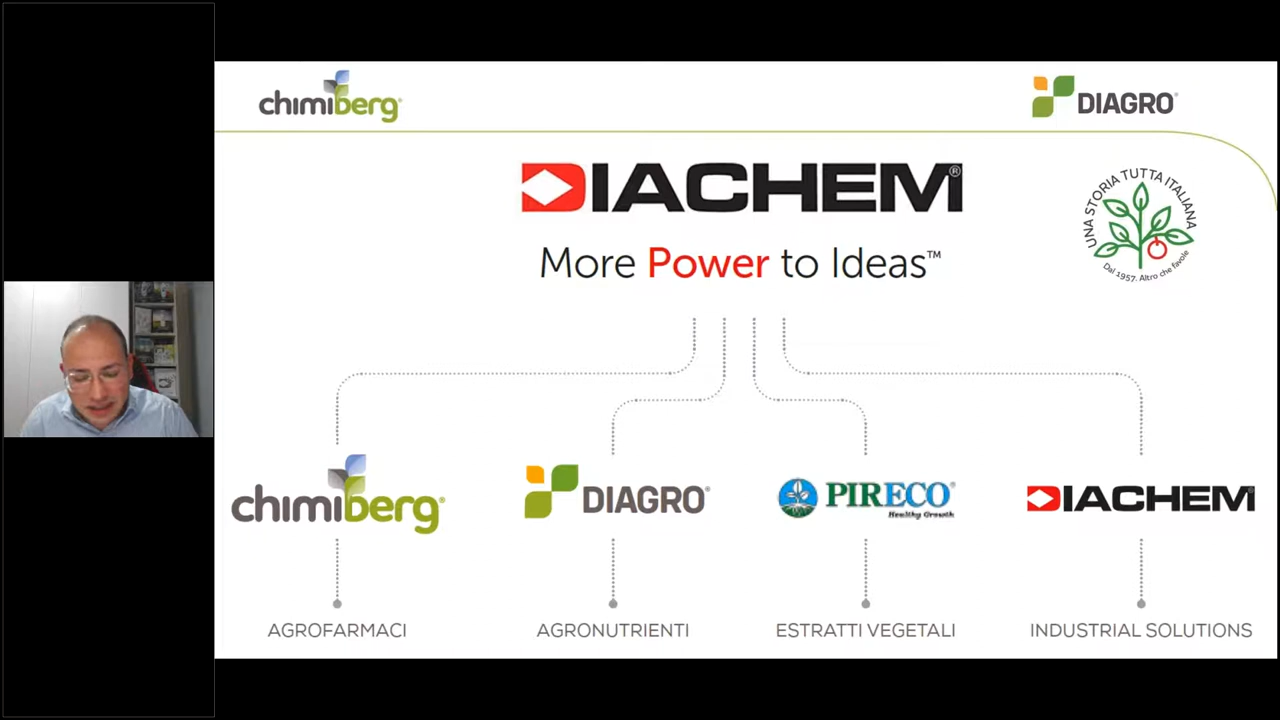 chimiberg®
DIAGRO®
DIACHEM®
More Power to Ideas™
UNA STORIA TUTTA ITALIANA
Dal 1957. Altro che favole
chimiberg®
DIAGRO®
PIRECO®
Healthy Growth
DIACHEM®
AGROFARMACI
AGRONUTRIENTI
ESTRATTI VEGETALI
INDUSTRIAL SOLUTIONS